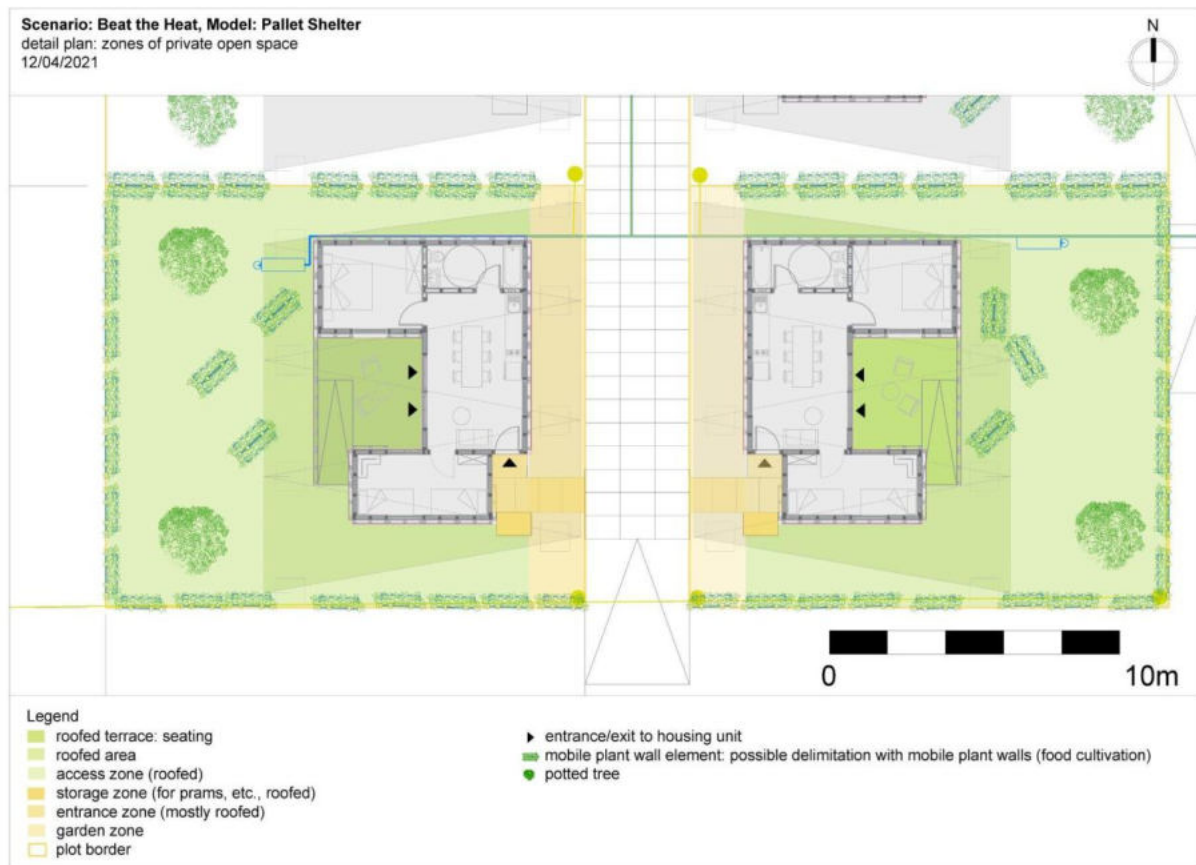 Scenario: Beat the Heat, Model: Pallet Shelter
detail plan: zones of private open space
12/04/2021
N
0
10m
Legend
roofed terrace: seating
roofed area
access zone (roofed)
storage zone (for prams, etc., roofed)
entrance zone (mostly roofed)
garden zone
plot border
entrance/exit to housing unit
mobile plant wall element: possible delimitation with mobile plant walls (food cultivation)
potted tree